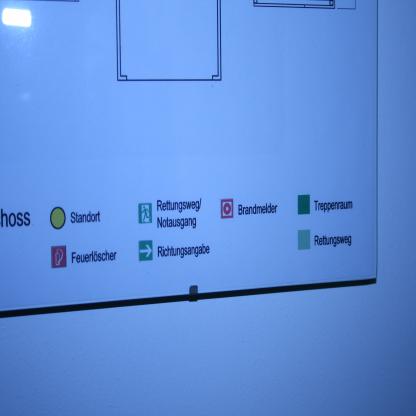 hoss
Standort
Feuerlöscher
Rettungsweg/
Notausgang
Richtungsangabe
Brandmelder
Treppenraum
Rettungsweg